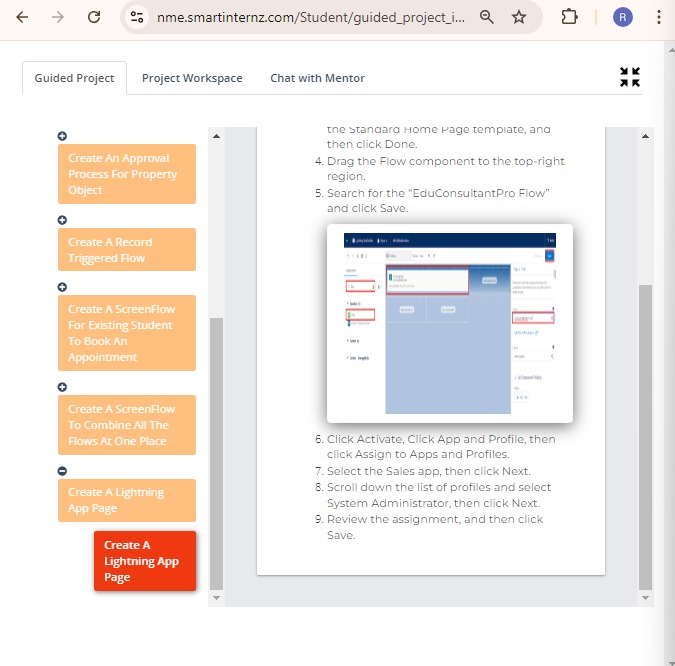 nme.smartinternz.com/Student/guided_project_i...
R
Guided Project
Project Workspace
Chat with Mentor
Create An Approval
Process For Property
Object
Create A Record
Triggered Flow
Create A ScreenFlow
For Existing Student
To Book An
Appointment
Create A ScreenFlow
To Combine All The
Flows At One Place
Create A Lightning
App Page
Create A
Lightning App
Page
the Standard Home Page template, and
then click Done.
4. Drag the Flow component to the top-right
region.
5. Search for the “EduConsultantPro Flow”
and click Save.
6. Click Activate, Click App and Profile, then
click Assign to Apps and Profiles.
7. Select the Sales app, then click Next.
8. Scroll down the list of profiles and select
System Administrator, then click Next.
9. Review the assignment, and then click
Save.